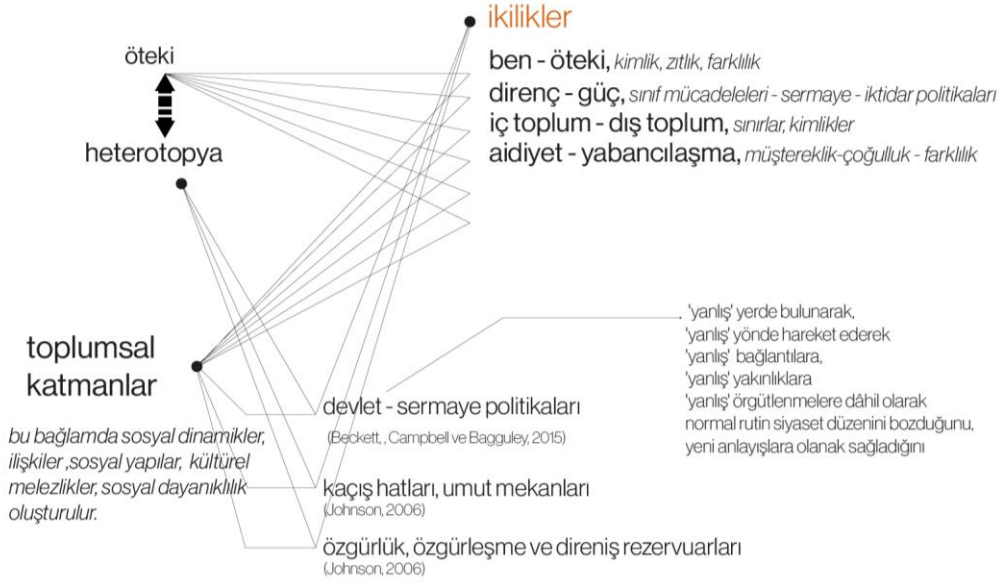 ikilikler
öteki
heterotopya
ben - öteki, kimlik, zıtlık, farklılık
direnç - güç, sınıf mücadeleleri - sermaye - iktidar politikaları
iç toplum - dış toplum, sınırlar, kimlikler
aidiyet - yabancılaşma, müştereklik-çoğulluk - farklılık
toplumsal
katmanlar
bu bağlamda sosyal dinamikler,
ilişkiler ,sosyal yapılar, kültürel
melezlikler, sosyal dayanıklılık
oluşturulur.
'yanlış' yerde bulunarak,
'yanlış' yönde hareket ederek
'yanlış' bağlantılara,
'yanlış' yakınlıklara
'yanlış' örgütlenmelere dâhil olarak
normal rutin siyaset düzenini bozduğunu,
yeni anlayışlara olanak sağladığını
devlet - sermaye politikaları
(Beckett, , Campbell ve Bagguley, 2015)
kaçış hatları, umut mekanları
(Johnson, 2006)
özgürlük, özgürleşme ve direniş rezervuarları
(Johnson, 2006)